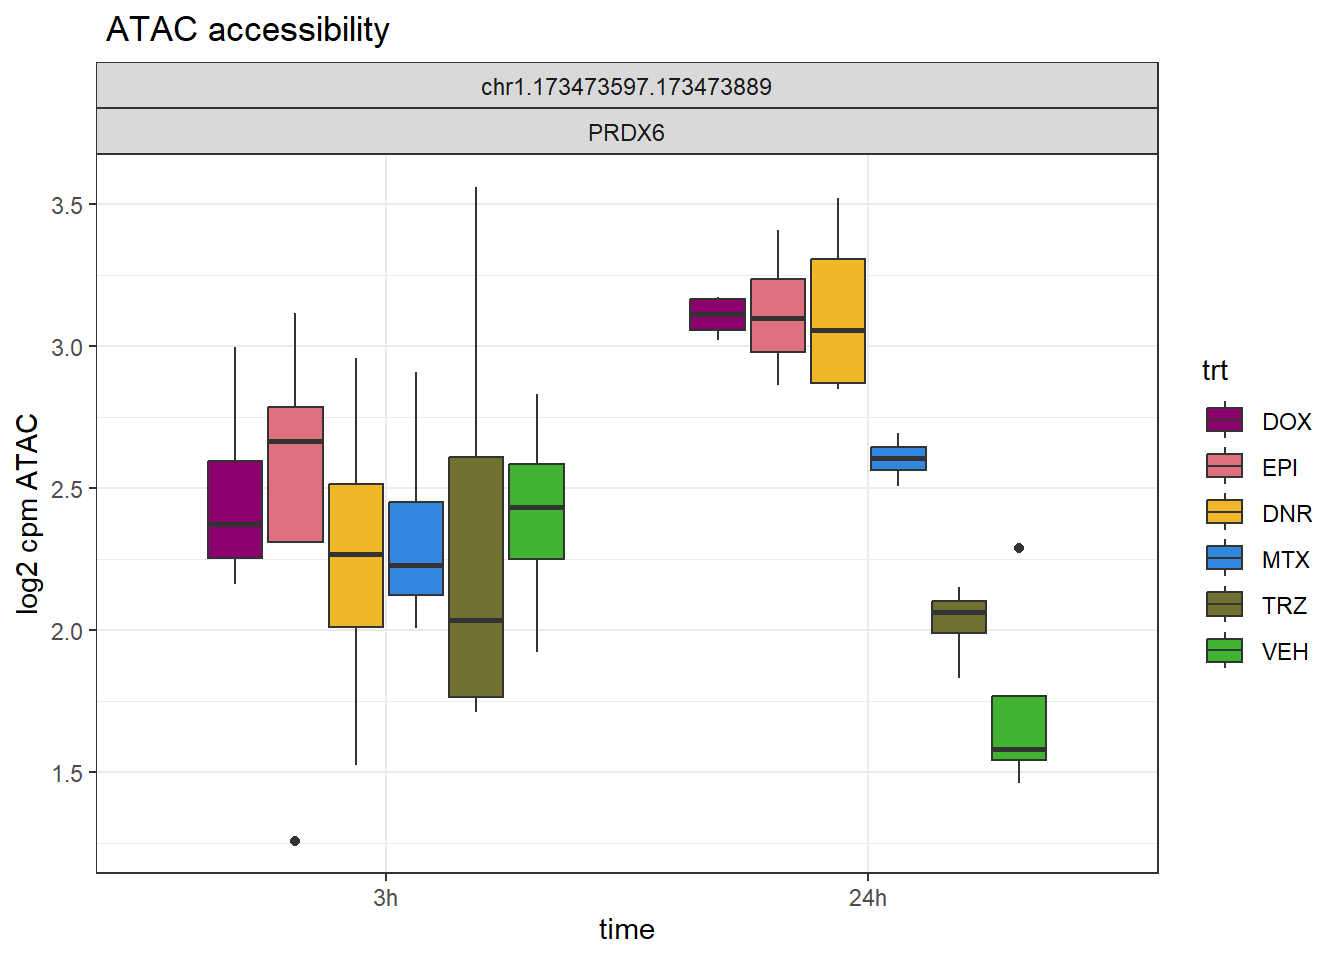 ATAC accessibility
chr1.173473597.173473889
PRDX6
log2 cpm ATAC
3.5
3.0
2.5
2.0
1.5
3h
24h
time
trt
DOX
EPI
DNR
MTX
TRZ
VEH